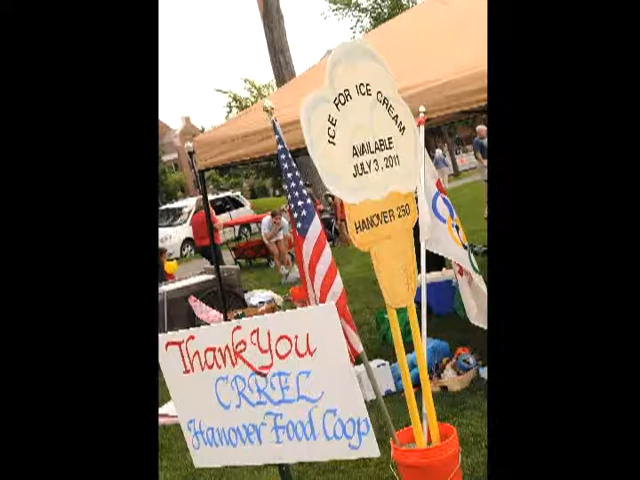 ICE FOR ICE CREAM
AVAILABLE
JULY 3, 2011
HANOVER 250
Thank You
CRREL
Hanover Food Coop